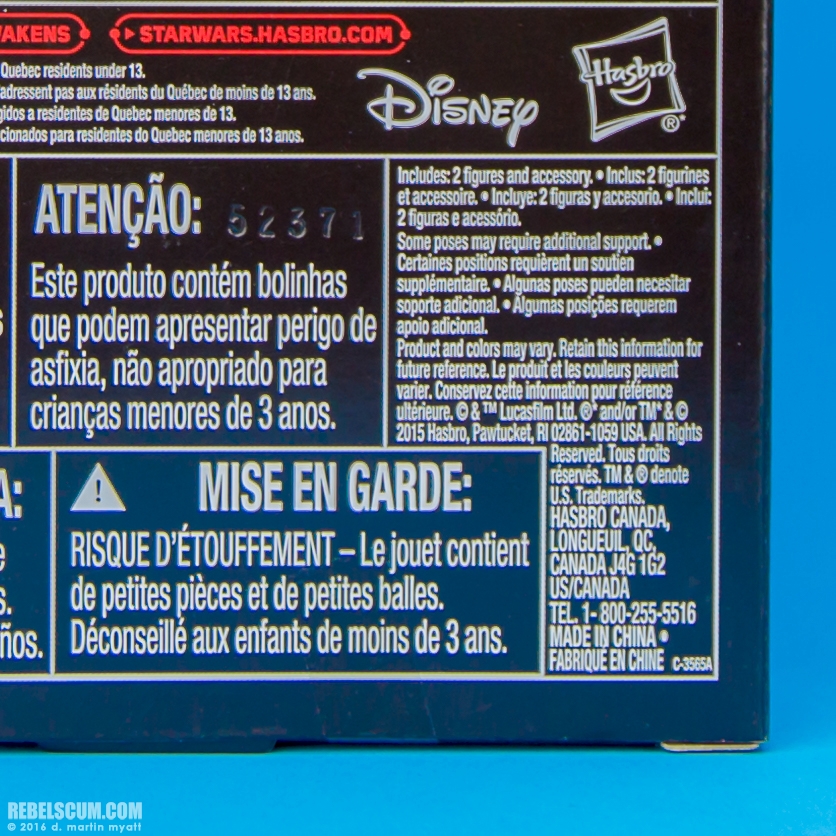 AKENS STARWARS.HASBRO.COM
Quebec residents under 13.
adressent pas aux résidents du Québec de moins de 13 ans.
gidos a residentes de Quebec menores de 13.
cionados para residentes do Quebec menores de 13 anos.
Disney
Hasbro
®*
ATENÇÃO: 52371
Este produto contém bolinhas
que podem apresentar perigo de
asfixia, não apropriado para
crianças menores de 3 anos.
Includes: 2 figures and accessory. • Inclus: 2 figurines
et accessoire. • Incluye: 2 figuras y accesorio. • Inclui:
2 figuras e acessório.
Some poses may require additional support. •
Certaines positions requièrent un soutien
supplémentaire. • Algunas poses pueden necesitar
soporte adicional. • Algumas posições requerem
apoio adicional.
Product and colors may vary. Retain this information for
future reference. Le produit et les couleurs peuvent
varier. Conservez cette information pour référence
ultérieure. © & ™ Lucasfilm Ltd. ®* and/or TM* & ©
2015 Hasbro, Pawtucket, RI 02861-1059 USA. All Rights
Reserved. Tous droits
réservés. TM & ® denote
U.S. Trademarks.
HASBRO CANADA,
LONGUEUIL, QC,
CANADA J4G 1G2
US/CANADA
TEL. 1-800-255-5516
MADE IN CHINA •
FABRIQUÉ EN CHINE C-3565A
A:
e
s.
ños.
MISE EN GARDE:
RISQUE D'ÉTOUFFEMENT – Le jouet contient
de petites pièces et de petites balles.
Déconseillé aux enfants de moins de 3 ans.
REBELSCUM.COM
© 2016 d. martin myatt